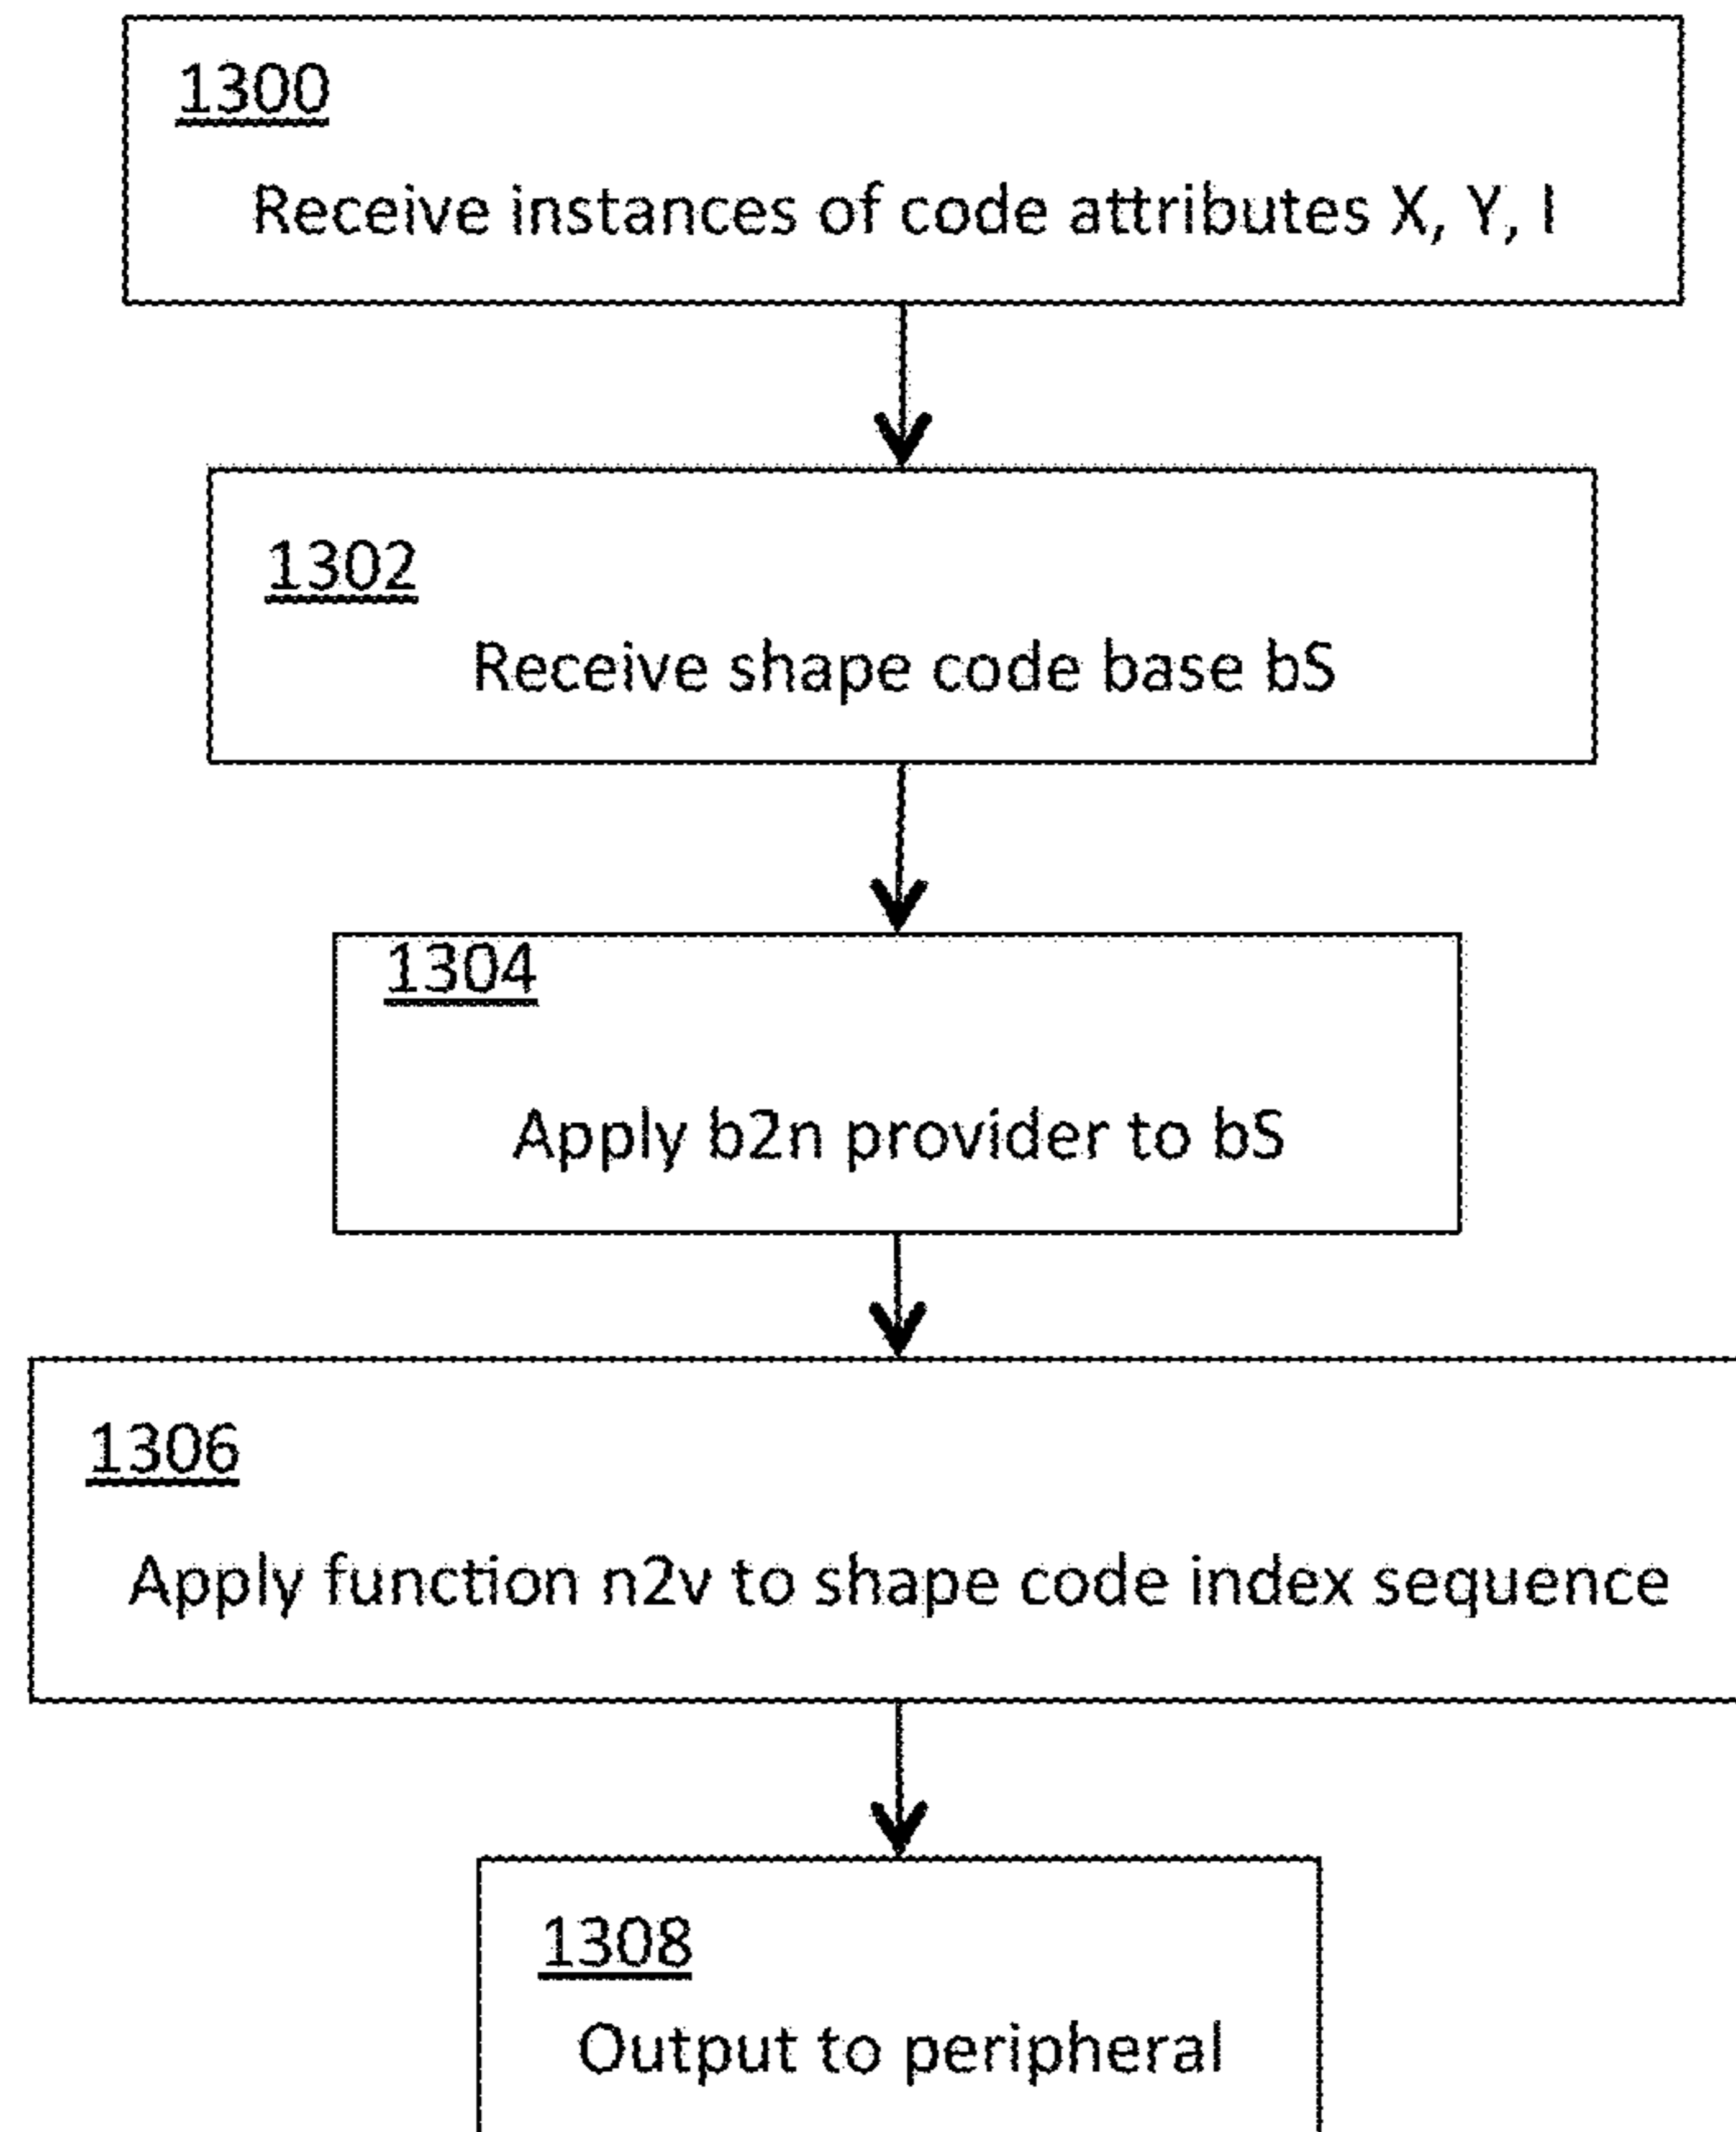 1300
Receive instances of code attributes X, Y, I
1302
Receive shape code base bS
1304
Apply b2n provider to bS
1306
Apply function n2v to shape code index sequence
1308
Output to peripheral